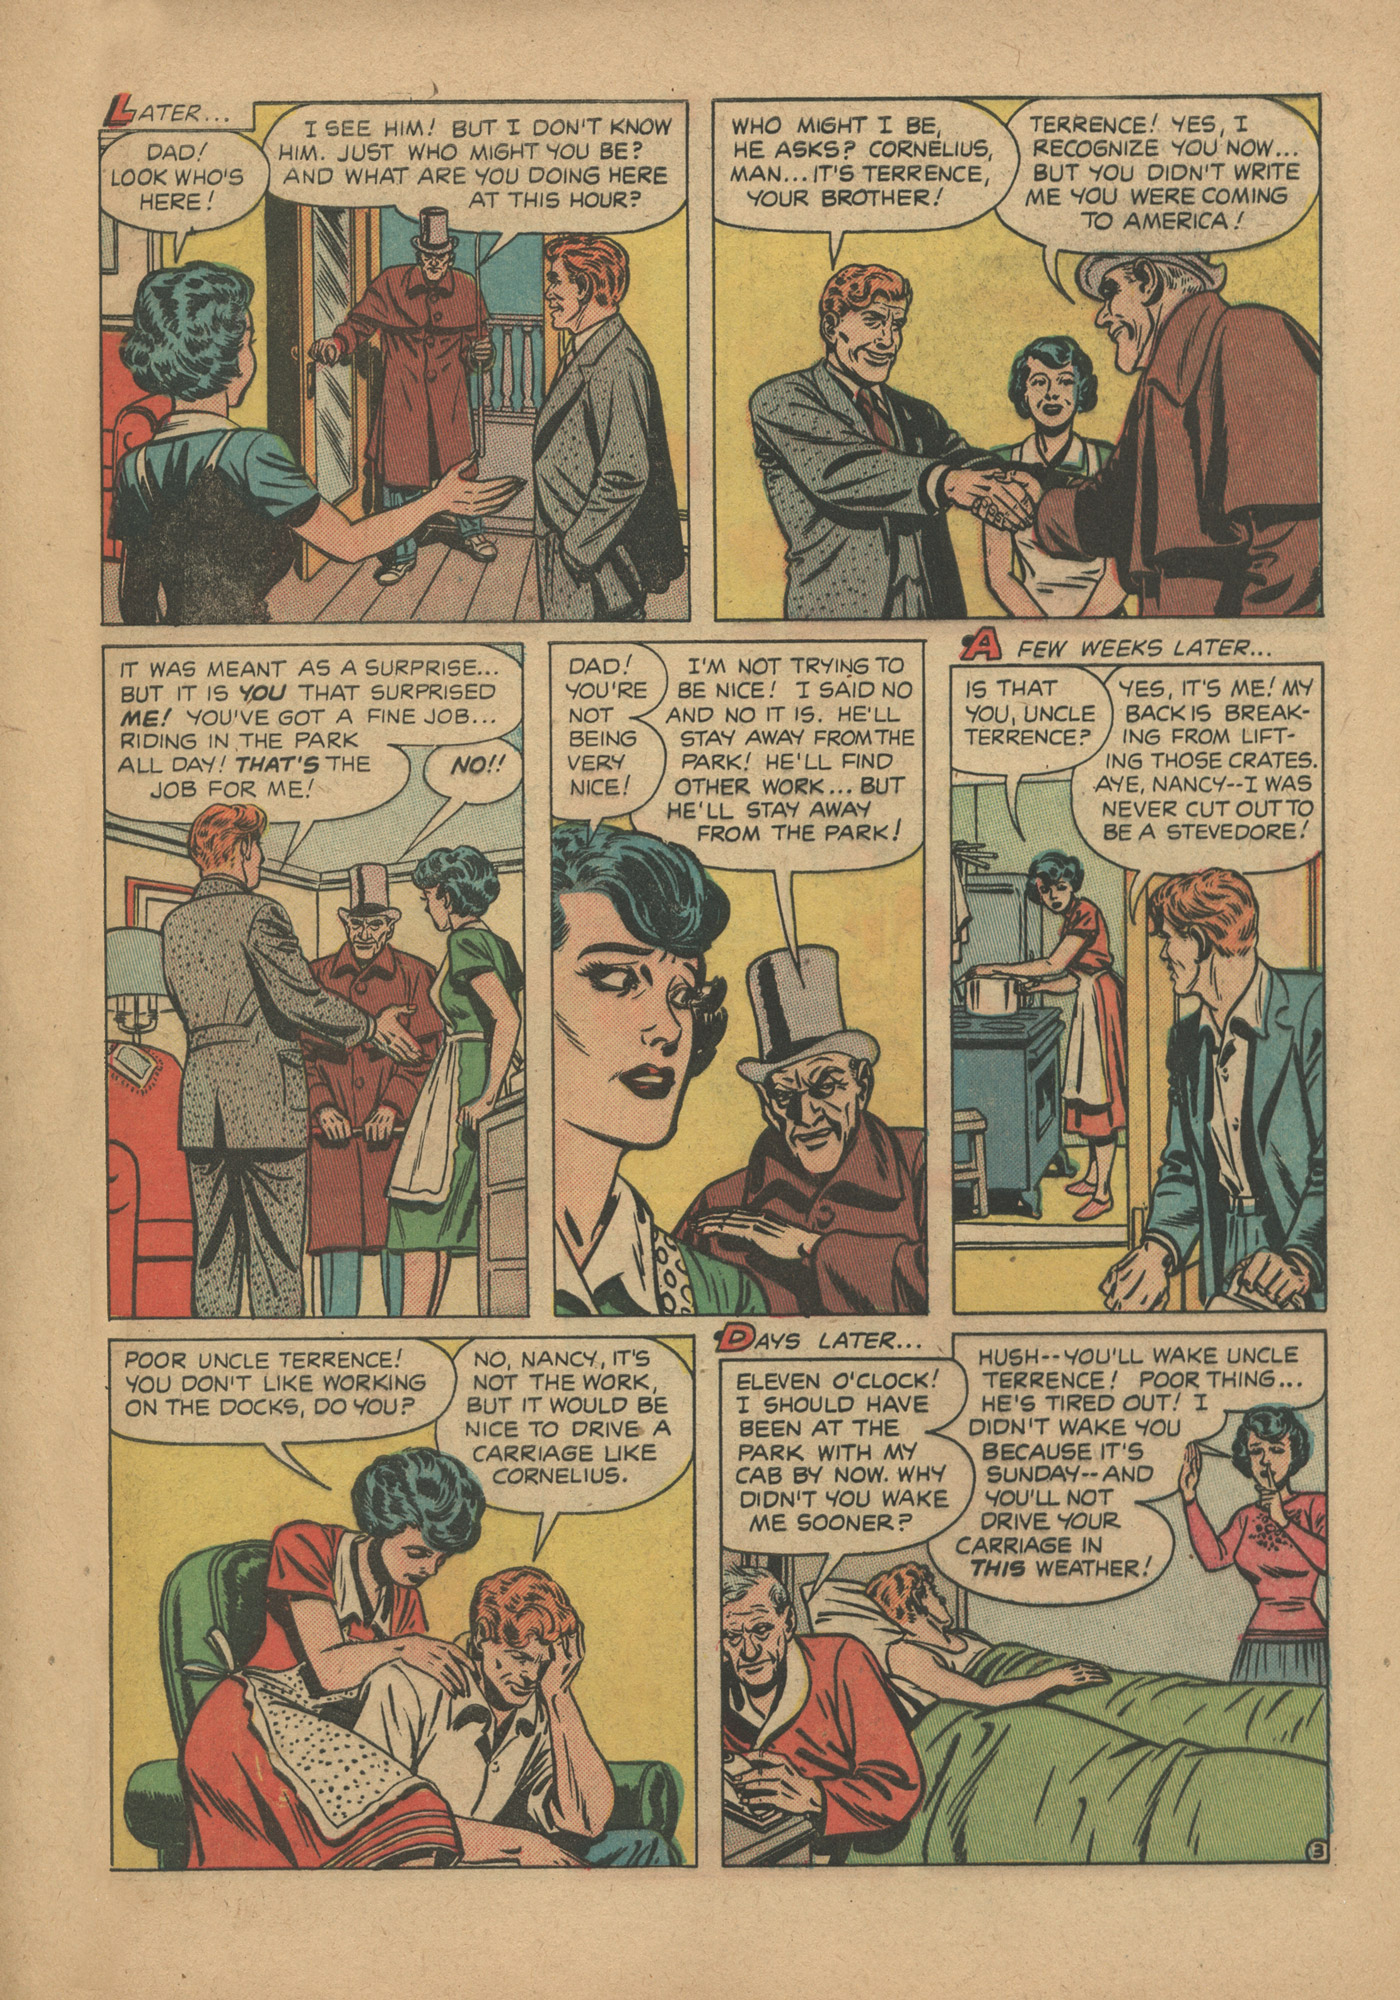 LATER...
DAD!
LOOK WHO'S
HERE!
I SEE HIM! BUT I DON'T KNOW
HIM. JUST WHO MIGHT YOU BE?
AND WHAT ARE YOU DOING HERE
AT THIS HOUR?
WHO MIGHT I BE,
HE ASKS? CORNELIUS,
MAN... IT'S TERRENCE,
YOUR BROTHER!
TERRENCE! YES, I
RECOGNIZE YOU NOW...
BUT YOU DIDN'T WRITE
ME YOU WERE COMING
TO AMERICA!
IT WAS MEANT AS A SURPRISE...
BUT IT IS YOU THAT SURPRISED
ME! YOU'VE GOT A FINE JOB...
RIDING IN THE PARK
ALL DAY! THAT'S THE
JOB FOR ME!
NO!!
DAD!
YOU'RE
NOT
BEING
VERY
NICE!
I'M NOT TRYING TO
BE NICE! I SAID NO
AND NO IT IS. HE'LL
STAY AWAY FROM THE
PARK! HE'LL FIND
OTHER WORK... BUT
HE'LL STAY AWAY
FROM THE PARK!
A FEW WEEKS LATER...
IS THAT
YOU, UNCLE
TERRENCE?
YES, IT'S ME! MY
BACK IS BREAK-
ING FROM LIFT-
ING THOSE CRATES.
AYE, NANCY--I WAS
NEVER CUT OUT TO
BE A STEVEDORE!
POOR UNCLE TERRENCE!
YOU DON'T LIKE WORKING
ON THE DOCKS, DO YOU?
NO, NANCY, IT'S
NOT THE WORK,
BUT IT WOULD BE
NICE TO DRIVE A
CARRIAGE LIKE
CORNELIUS.
DAYS LATER...
ELEVEN O'CLOCK!
I SHOULD HAVE
BEEN AT THE
PARK WITH MY
CAB BY NOW. WHY
DIDN'T YOU WAKE
ME SOONER?
HUSH--YOU'LL WAKE UNCLE
TERRENCE! POOR THING...
HE'S TIRED OUT! I
DIDN'T WAKE YOU
BECAUSE IT'S
SUNDAY--AND
YOU'LL NOT
DRIVE YOUR
CARRIAGE IN
THIS WEATHER!
3